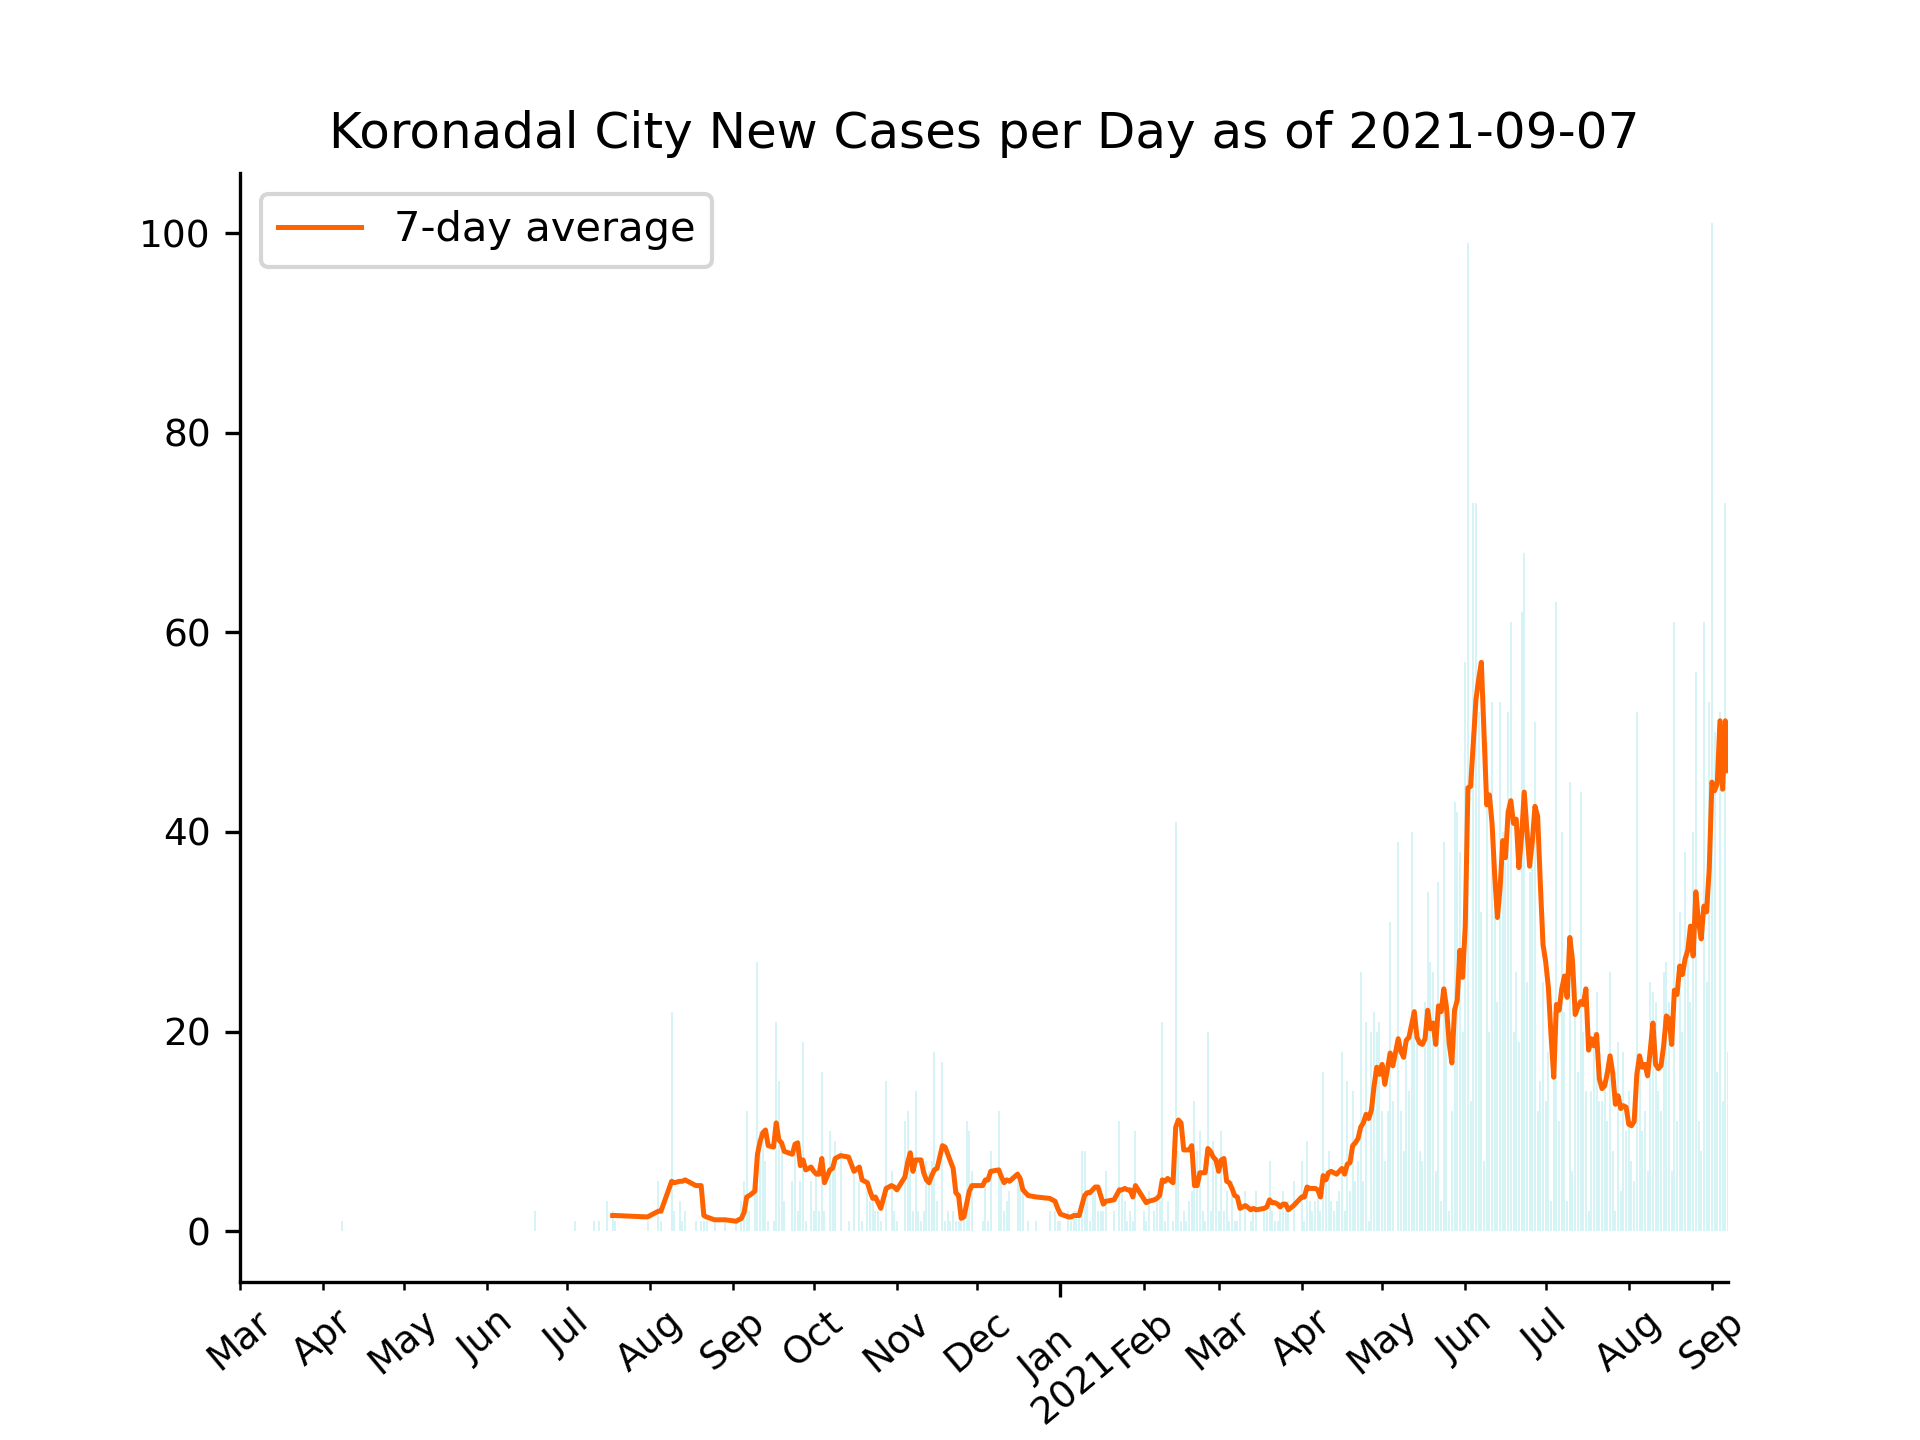 Koronadal City New Cases per Day as of 2021-09-07
7-day average
100
80
60
40
20
0
Mar Apr May Jun Jul Aug Sep Oct Nov Dec Jan Feb Mar Apr May Jun Jul Aug Sep
2021